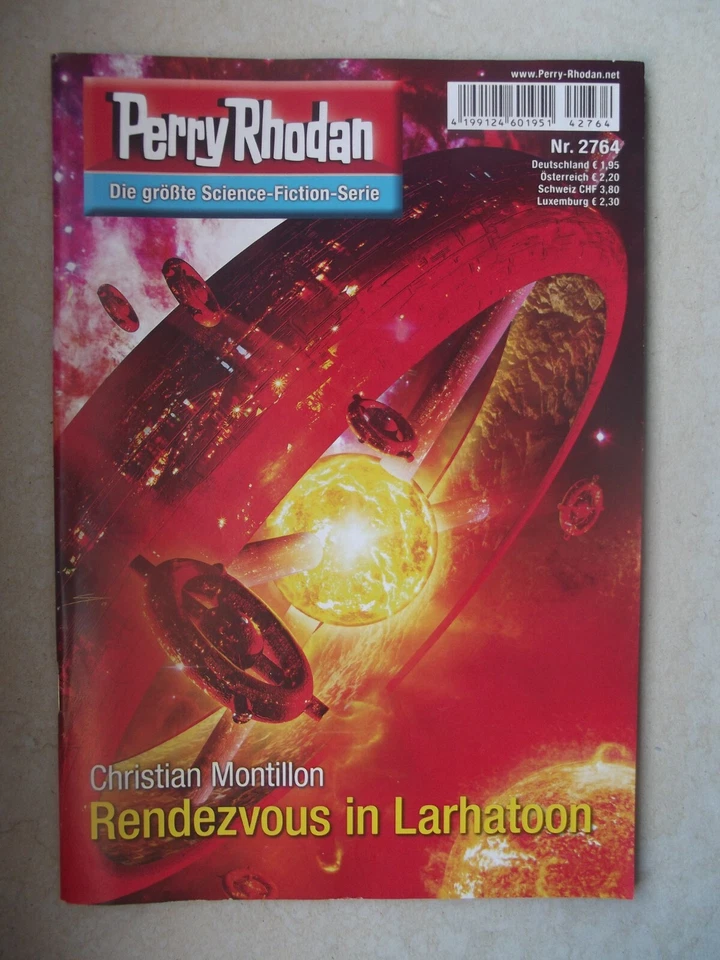 www.Perry-Rhodan.net
4 199124 601951 42764
Perry Rhodan
Die größte Science-Fiction-Serie
Nr. 2764
Deutschland € 1,95
Österreich € 2,20
Schweiz CHF 3,80
Luxemburg € 2,30
Christian Montillon
Rendezvous in Larhatoon